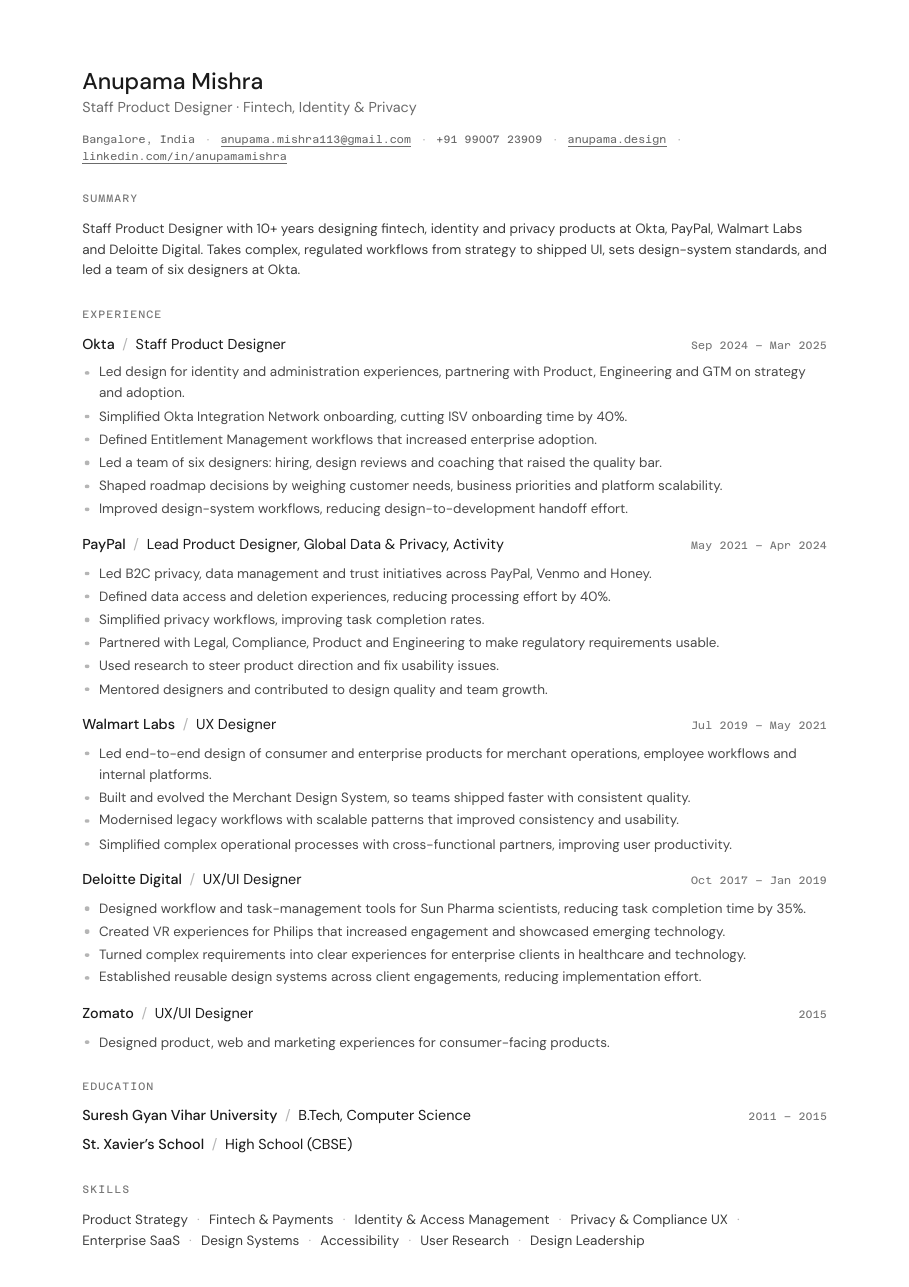 Anupama Mishra
Staff Product Designer · Fintech, Identity & Privacy
Bangalore, India · anupama.mishra113@gmail.com · +91 99007 23909 · anupama.design ·
linkedin.com/in/anupamamishra
SUMMARY
Staff Product Designer with 10+ years designing fintech, identity and privacy products at Okta, PayPal, Walmart Labs
and Deloitte Digital. Takes complex, regulated workflows from strategy to shipped UI, sets design-system standards, and
led a team of six designers at Okta.
EXPERIENCE
Okta / Staff Product Designer Sep 2024 – Mar 2025
• Led design for identity and administration experiences, partnering with Product, Engineering and GTM on strategy
and adoption.
• Simplified Okta Integration Network onboarding, cutting ISV onboarding time by 40%.
• Defined Entitlement Management workflows that increased enterprise adoption.
• Led a team of six designers: hiring, design reviews and coaching that raised the quality bar.
• Shaped roadmap decisions by weighing customer needs, business priorities and platform scalability.
• Improved design-system workflows, reducing design-to-development handoff effort.
PayPal / Lead Product Designer, Global Data & Privacy, Activity May 2021 – Apr 2024
• Led B2C privacy, data management and trust initiatives across PayPal, Venmo and Honey.
• Defined data access and deletion experiences, reducing processing effort by 40%.
• Simplified privacy workflows, improving task completion rates.
• Partnered with Legal, Compliance, Product and Engineering to make regulatory requirements usable.
• Used research to steer product direction and fix usability issues.
• Mentored designers and contributed to design quality and team growth.
Walmart Labs / UX Designer Jul 2019 – May 2021
• Led end-to-end design of consumer and enterprise products for merchant operations, employee workflows and
internal platforms.
• Built and evolved the Merchant Design System, so teams shipped faster with consistent quality.
• Modernised legacy workflows with scalable patterns that improved consistency and usability.
• Simplified complex operational processes with cross-functional partners, improving user productivity.
Deloitte Digital / UX/UI Designer Oct 2017 – Jan 2019
• Designed workflow and task-management tools for Sun Pharma scientists, reducing task completion time by 35%.
• Created VR experiences for Philips that increased engagement and showcased emerging technology.
• Turned complex requirements into clear experiences for enterprise clients in healthcare and technology.
• Established reusable design systems across client engagements, reducing implementation effort.
Zomato / UX/UI Designer 2015
• Designed product, web and marketing experiences for consumer-facing products.
EDUCATION
Suresh Gyan Vihar University / B.Tech, Computer Science 2011 – 2015
St. Xavier’s School / High School (CBSE)
SKILLS
Product Strategy · Fintech & Payments · Identity & Access Management · Privacy & Compliance UX ·
Enterprise SaaS · Design Systems · Accessibility · User Research · Design Leadership